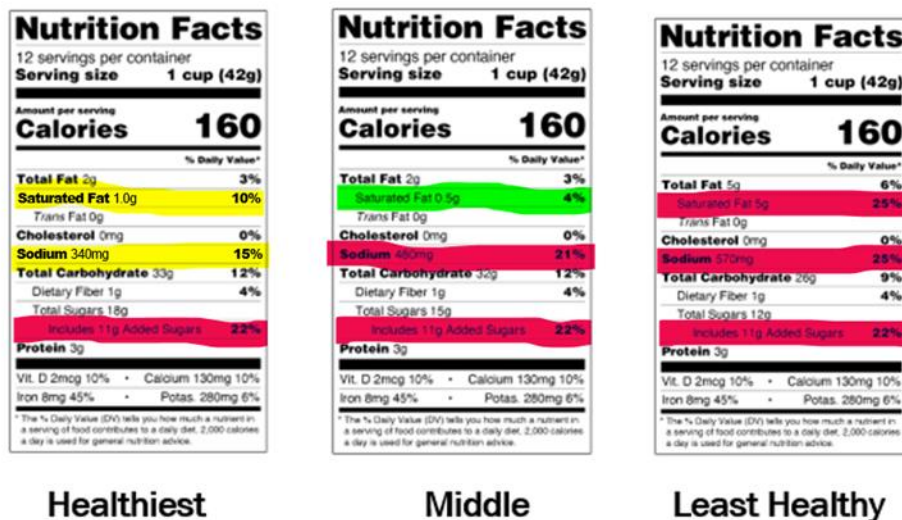 Nutrition Facts
12 servings per container
Serving size 1 cup (42g)
Amount per serving
Calories 160
% Daily Value*
Total Fat 2g 3%
Saturated Fat 1.0g 10%
Trans Fat 0g
Cholesterol 0mg 0%
Sodium 340mg 15%
Total Carbohydrate 33g 12%
Dietary Fiber 1g 4%
Total Sugars 18g
Includes 11g Added Sugars 22%
Protein 3g
Vit. D 2mcg 10% • Calcium 130mg 10%
Iron 8mg 45% • Potas. 280mg 6%
* The % Daily Value (DV) tells you how much a nutrient in
a serving of food contributes to a daily diet. 2,000 calories
a day is used for general nutrition advice.
Healthiest
Nutrition Facts
12 servings per container
Serving size 1 cup (42g)
Amount per serving
Calories 160
% Daily Value*
Total Fat 2g 3%
Saturated Fat 0.5g 4%
Trans Fat 0g
Cholesterol 0mg 0%
Sodium 480mg 21%
Total Carbohydrate 32g 12%
Dietary Fiber 1g 4%
Total Sugars 15g
Includes 11g Added Sugars 22%
Protein 3g
Vit. D 2mcg 10% • Calcium 130mg 10%
Iron 8mg 45% • Potas. 280mg 6%
* The % Daily Value (DV) tells you how much a nutrient in
a serving of food contributes to a daily diet. 2,000 calories
a day is used for general nutrition advice.
Middle
Nutrition Facts
12 servings per container
Serving size 1 cup (42g)
Amount per serving
Calories 160
% Daily Value*
Total Fat 5g 6%
Saturated Fat 5g 25%
Trans Fat 0g
Cholesterol 0mg 0%
Sodium 570mg 25%
Total Carbohydrate 26g 9%
Dietary Fiber 1g 4%
Total Sugars 12g
Includes 11g Added Sugars 22%
Protein 3g
Vit. D 2mcg 10% • Calcium 130mg 10%
Iron 8mg 45% • Potas. 280mg 6%
* The % Daily Value (DV) tells you how much a nutrient in
a serving of food contributes to a daily diet. 2,000 calories
a day is used for general nutrition advice.
Least Healthy